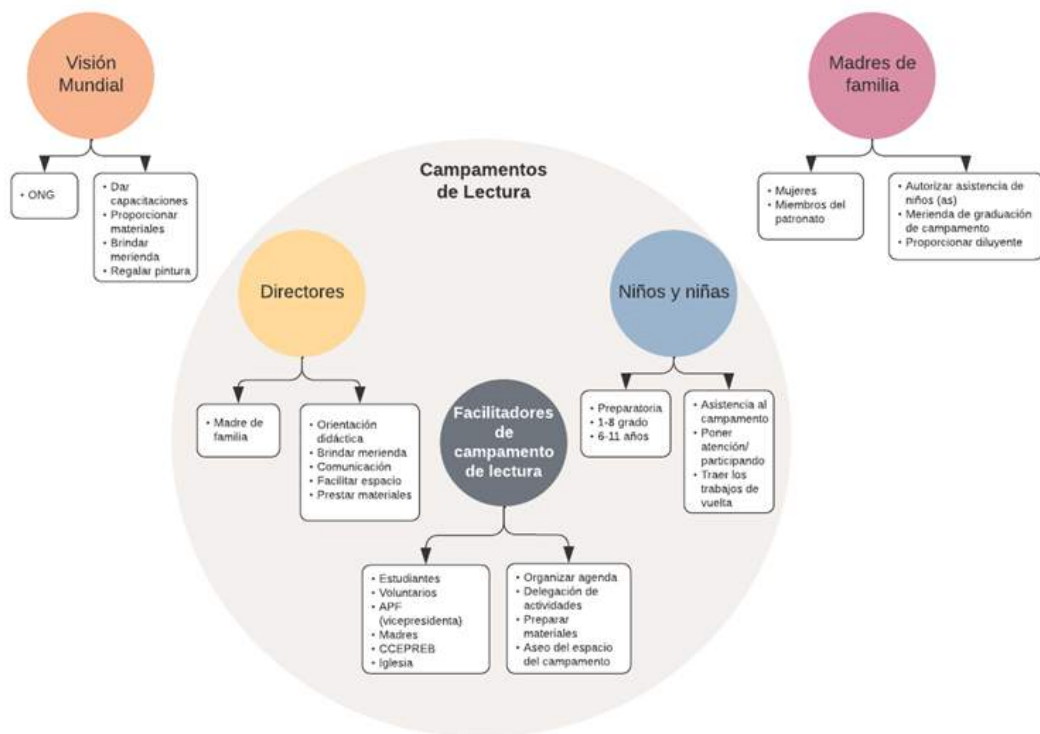 Visión
Mundial
• ONG
• Dar
capacitaciones
• Proporcionar
materiales
• Brindar
merienda
• Regalar pintura
Madres de
familia
• Mujeres
• Miembros del
patronato
• Autorizar asistencia de
niños (as)
• Merienda de graduación
de campamento
• Proporcionar diluyente
Campamentos
de Lectura
Directores
• Madre de
familia
• Orientación
didáctica
• Brindar merienda
• Comunicación
• Facilitar espacio
• Prestar materiales
Niños y niñas
• Preparatoria
• 1-8 grado
• 6-11 años
• Asistencia al
campamento
• Poner
atención/
participando
• Traer los
trabajos de
vuelta
Facilitadores
de
campamento
de lectura
• Estudiantes
• Voluntarios
• APF
(vicepresidenta)
• Madres
• CCEPREB
• Iglesia
• Organizar agenda
• Delegación de
actividades
• Preparar
materiales
• Aseo del espacio
del campamento